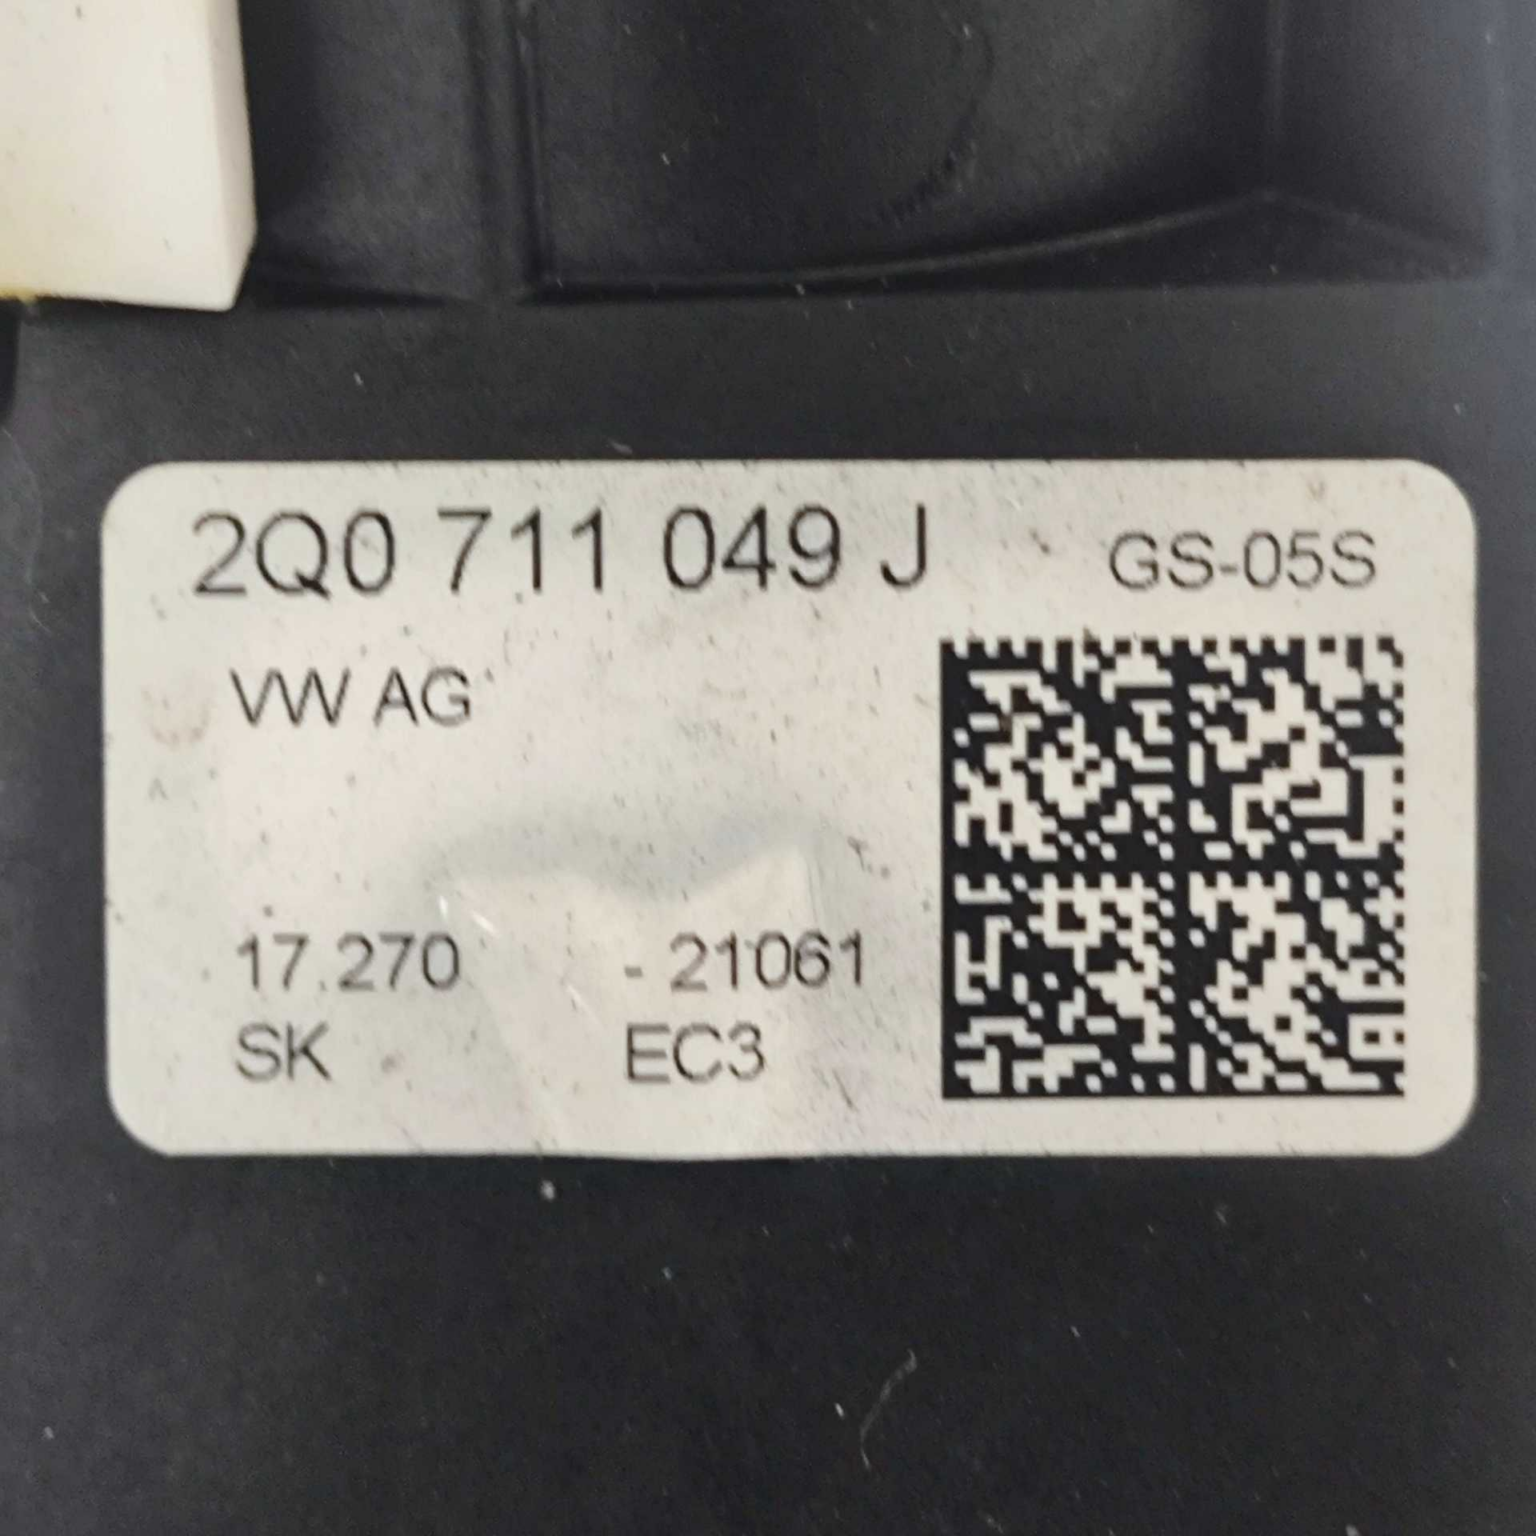 2Q0 711 049 J GS-05S
VW AG
17.270 - 21061
SK EC3